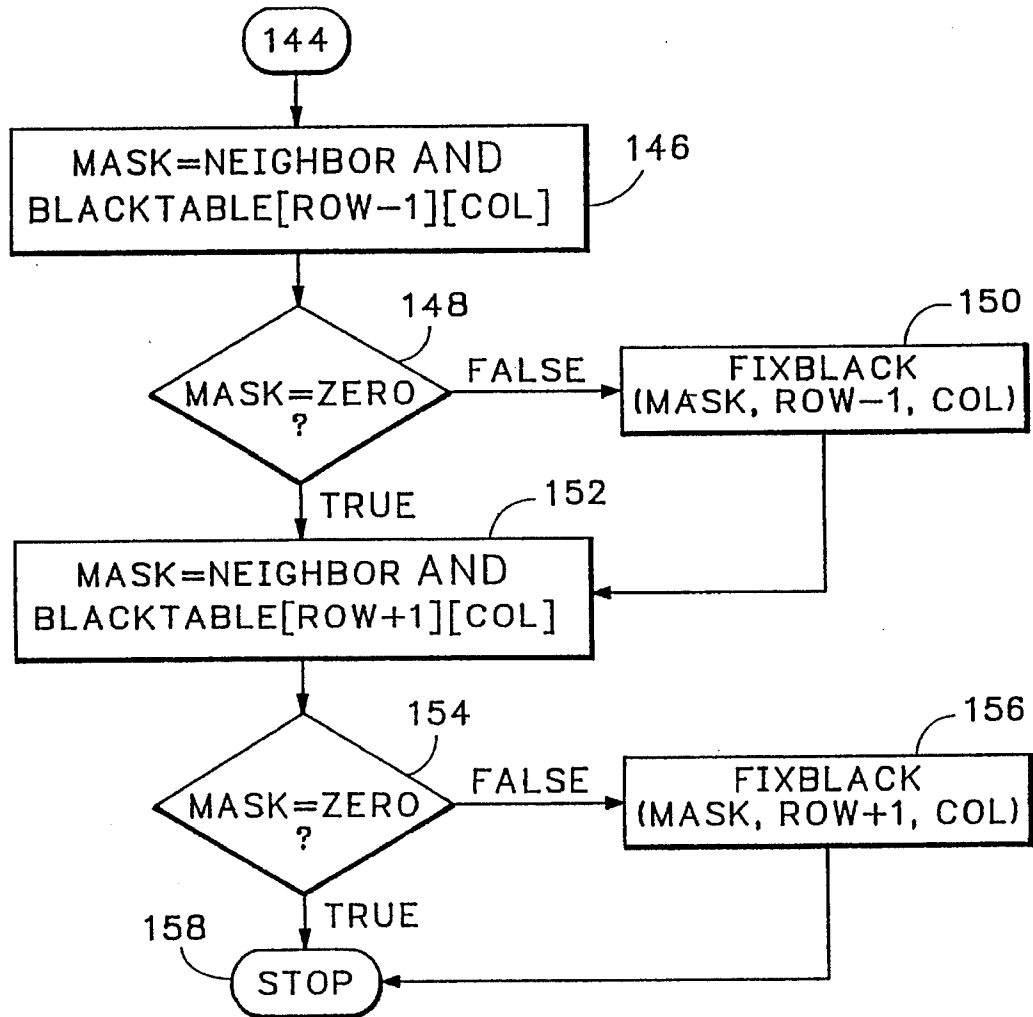 144
MASK=NEIGHBOR AND
BLACKTABLE[ROW-1][COL]
146
148
MASK=ZERO
?
FALSE
150
FIXBLACK
(MASK, ROW-1, COL)
TRUE
152
MASK=NEIGHBOR AND
BLACKTABLE[ROW+1][COL]
154
MASK=ZERO
?
FALSE
156
FIXBLACK
(MASK, ROW+1, COL)
TRUE
158
STOP